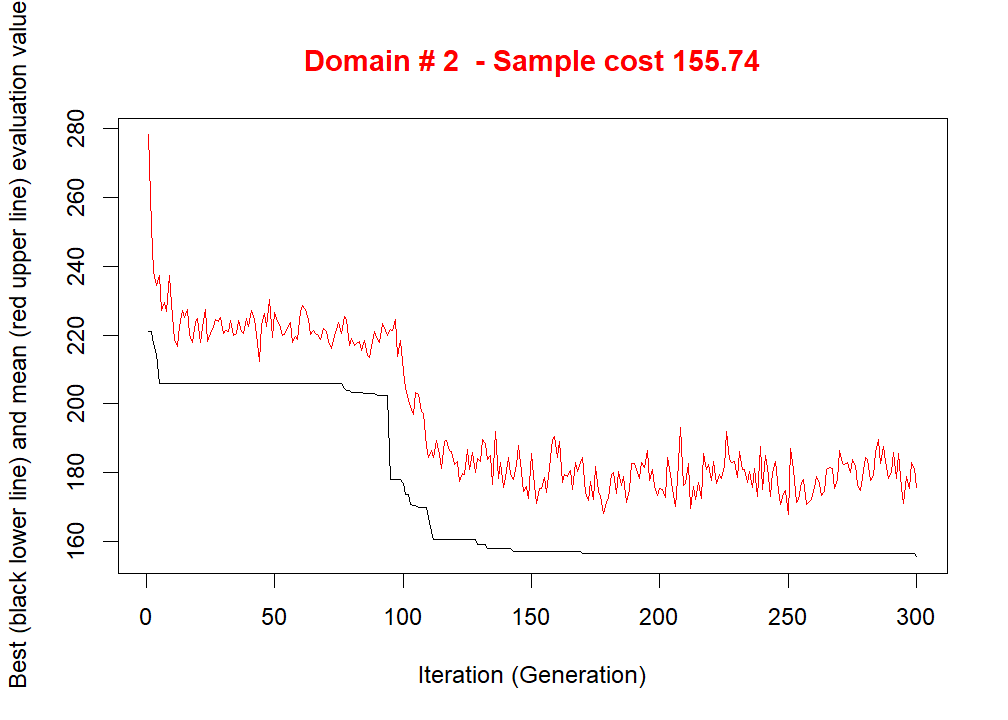 Domain # 2  - Sample cost 155.74
Best (black lower line) and mean (red upper line) evaluation value
280
260
240
220
200
180
160
0 50 100 150 200 250 300
Iteration (Generation)